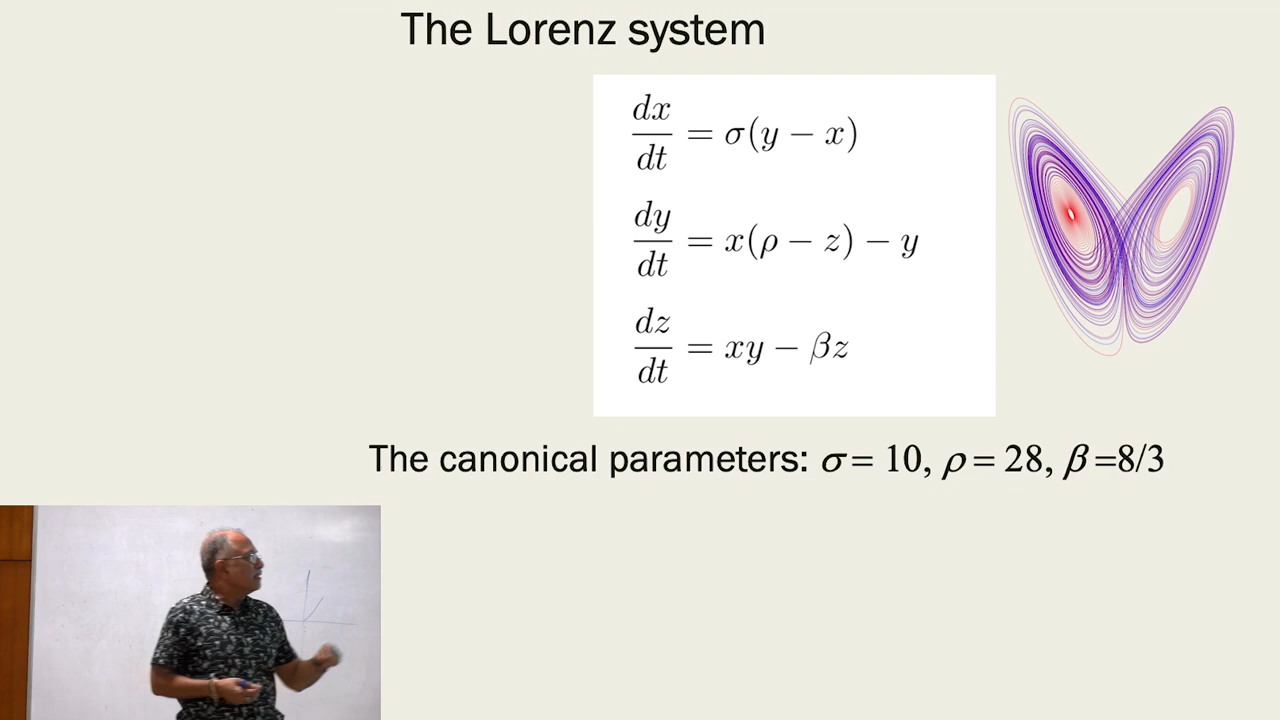 The Lorenz system
dx/dt = σ(y − x)
dy/dt = x(ρ − z) − y
dz/dt = xy − βz
The canonical parameters: σ = 10, ρ = 28, β =8/3